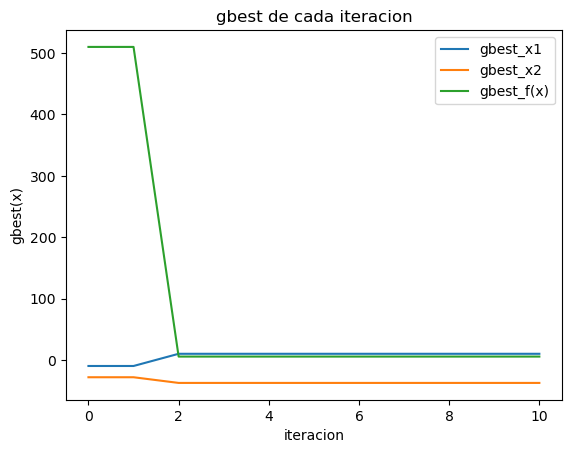 gbest de cada iteracion
gbest_x1
gbest_x2
gbest_f(x)
500
400
300
200
100
0
gbest(x)
0 2 4 6 8 10
iteracion